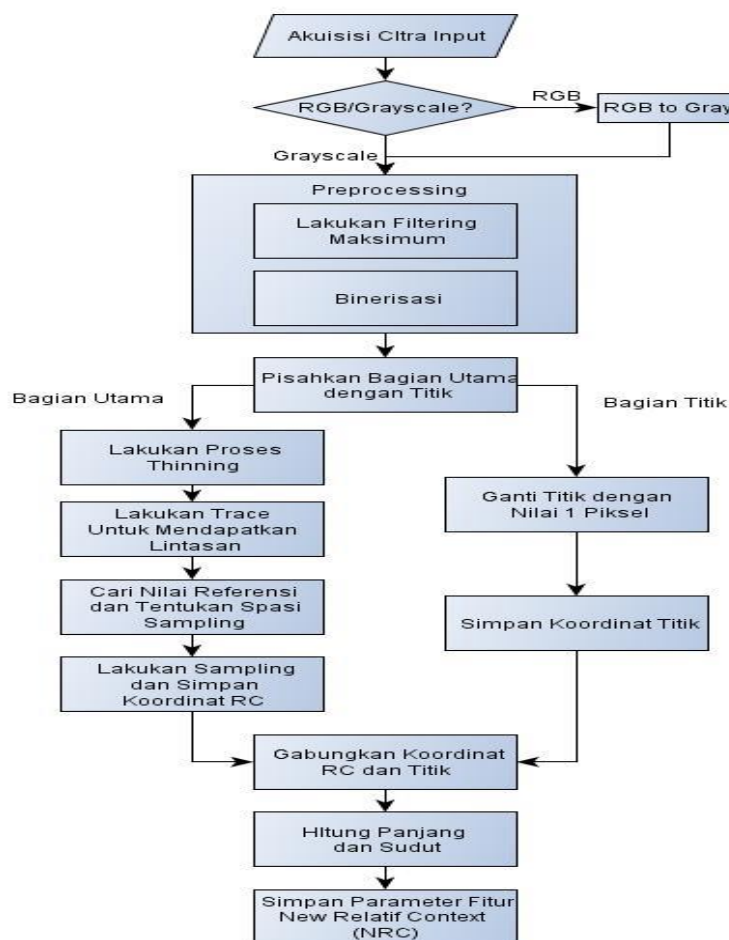 Akuisisi CItra Input
RGB/Grayscale?
RGB
RGB to Gray
Grayscale
Preprocessing
Lakukan Filtering
Maksimum
Binerisasi
Pisahkan Bagian Utama
dengan Titik
Bagian Utama
Bagian Titik
Lakukan Proses
Thinning
Lakukan Trace
Untuk Mendapatkan
Lintasan
Cari Nilai Referensi
dan Tentukan Spasi
Sampling
Lakukan Sampling
dan Simpan
Koordinat RC
Ganti Titik dengan
Nilai 1 Piksel
Simpan Koordinat Titik
Gabungkan Koordinat
RC dan Titik
HItung Panjang
dan Sudut
Simpan Parameter Fitur
New Relatif Context
(NRC)